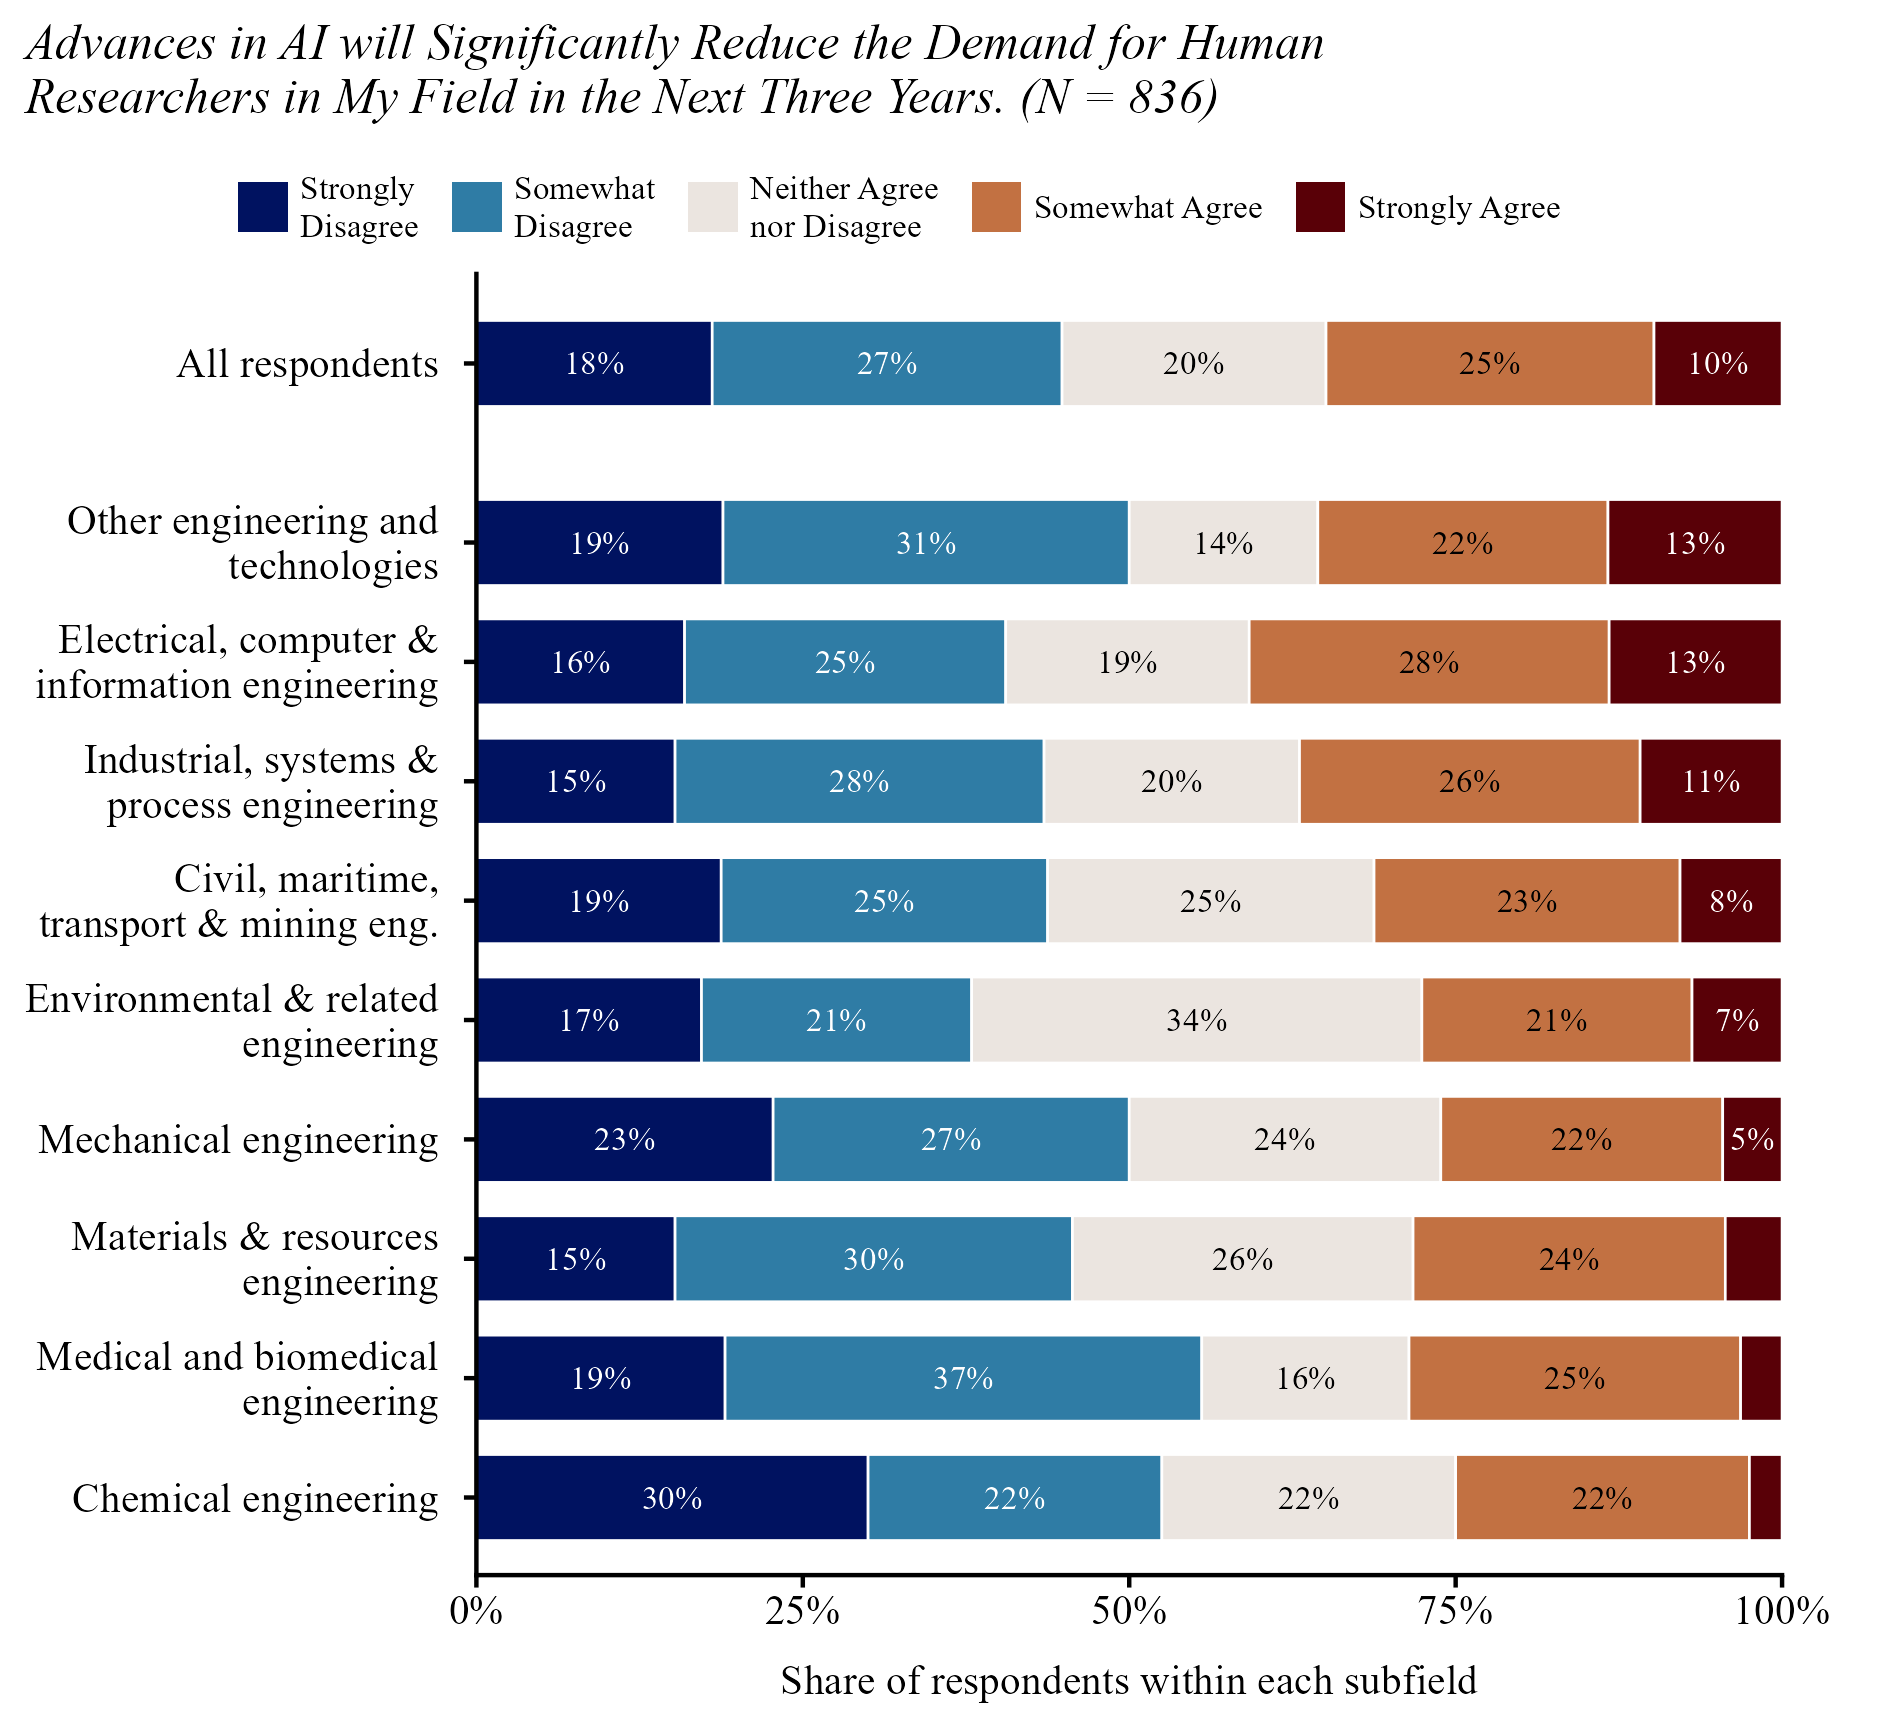 Advances in AI will Significantly Reduce the Demand for Human
Researchers in My Field in the Next Three Years. (N = 836)
Strongly
Disagree
Somewhat
Disagree
Neither Agree
nor Disagree
Somewhat Agree
Strongly Agree
All respondents
18% 27% 20% 25% 10%
Other engineering and
technologies
19% 31% 14% 22% 13%
Electrical, computer &
information engineering
16% 25% 19% 28% 13%
Industrial, systems &
process engineering
15% 28% 20% 26% 11%
Civil, maritime,
transport & mining eng.
19% 25% 25% 23% 8%
Environmental & related
engineering
17% 21% 34% 21% 7%
Mechanical engineering
23% 27% 24% 22% 5%
Materials & resources
engineering
15% 30% 26% 24%
Medical and biomedical
engineering
19% 37% 16% 25%
Chemical engineering
30% 22% 22% 22%
0% 25% 50% 75% 100%
Share of respondents within each subfield